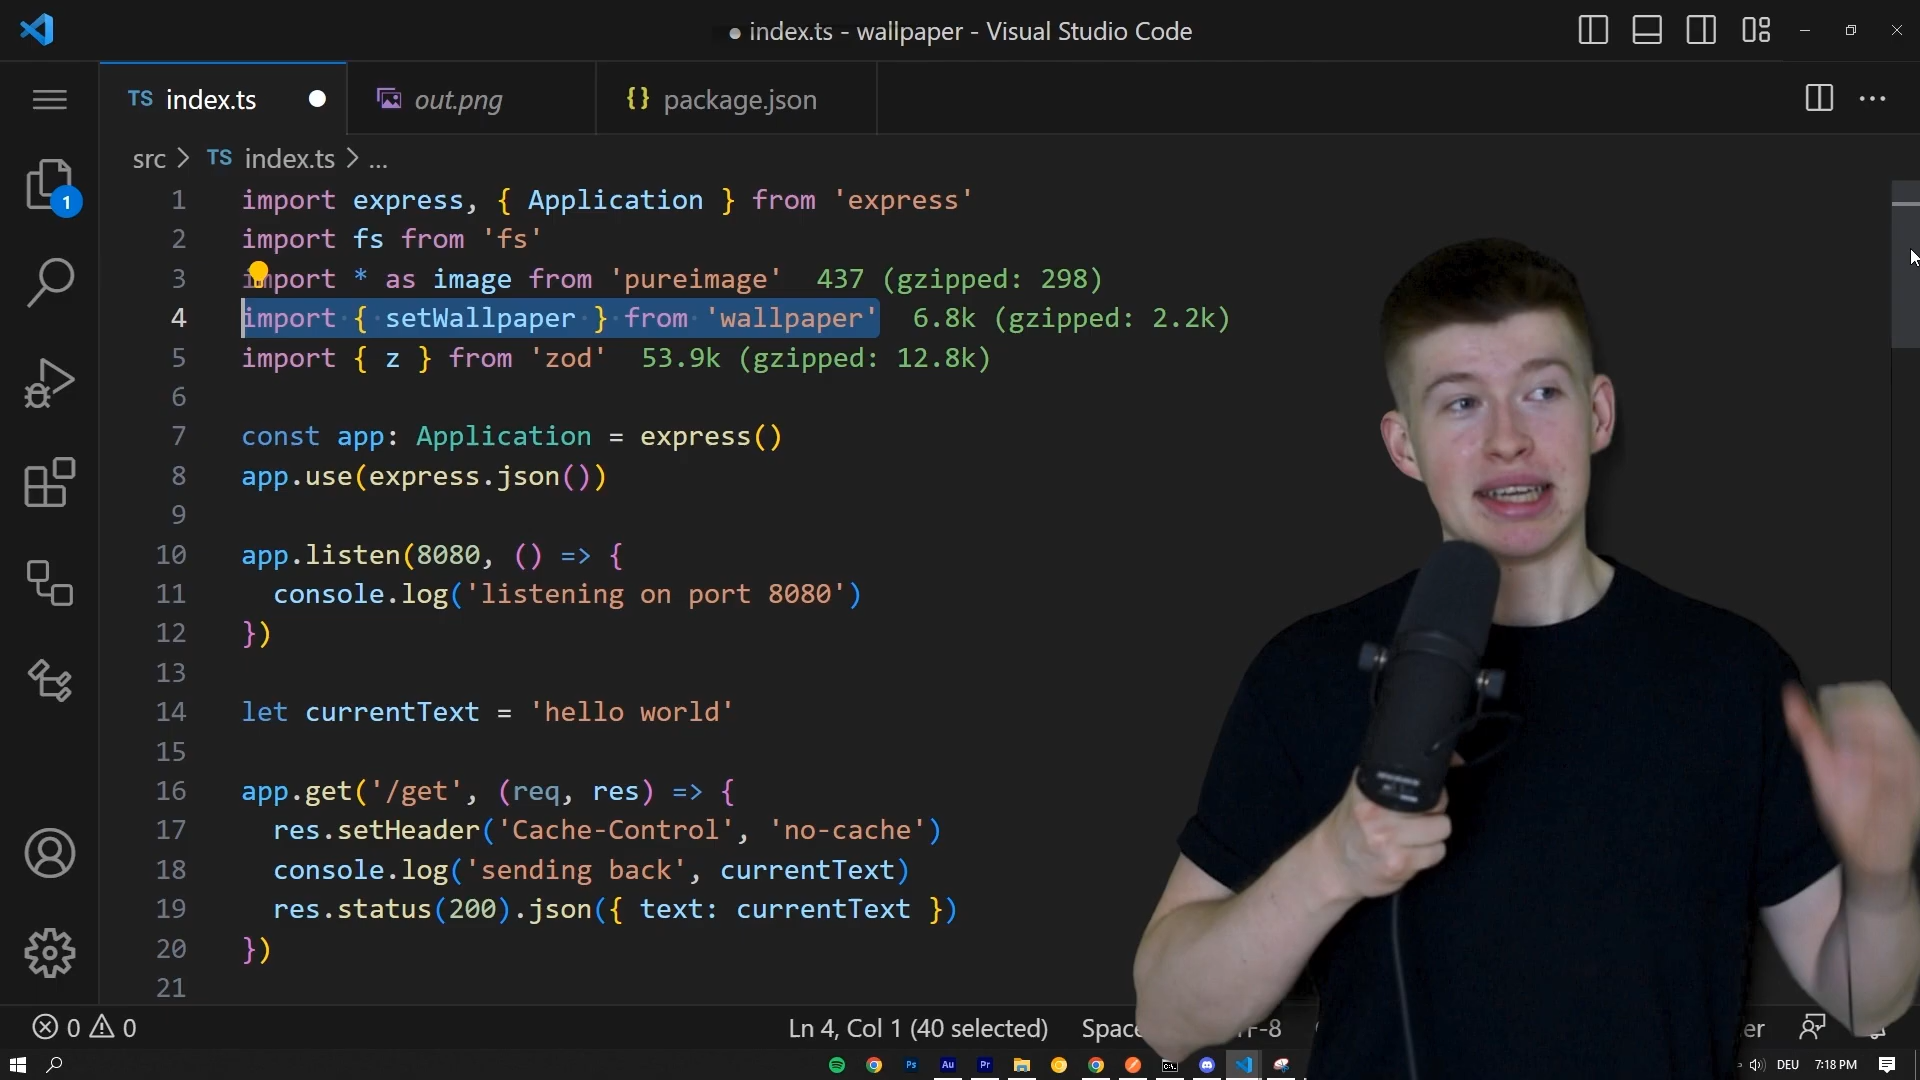 index.ts - wallpaper - Visual Studio Code
TS index.ts
out.png
{} package.json
src > TS index.ts > ...
1
1 import express, { Application } from 'express'
2 import fs from 'fs'
3 import * as image from 'pureimage' 437 (gzipped: 298)
4 import { setWallpaper } from 'wallpaper' 6.8k (gzipped: 2.2k)
5 import { z } from 'zod' 53.9k (gzipped: 12.8k)
6
7 const app: Application = express()
8 app.use(express.json())
9
10 app.listen(8080, () => {
11 console.log('listening on port 8080')
12 })
13
14 let currentText = 'hello world'
15
16 app.get('/get', (req, res) => {
17 res.setHeader('Cache-Control', 'no-cache')
18 console.log('sending back', currentText)
19 res.status(200).json({ text: currentText })
20 })
21
0 0 Ln 4, Col 1 (40 selected)
Ps Au Pr DEU 7:18 PM